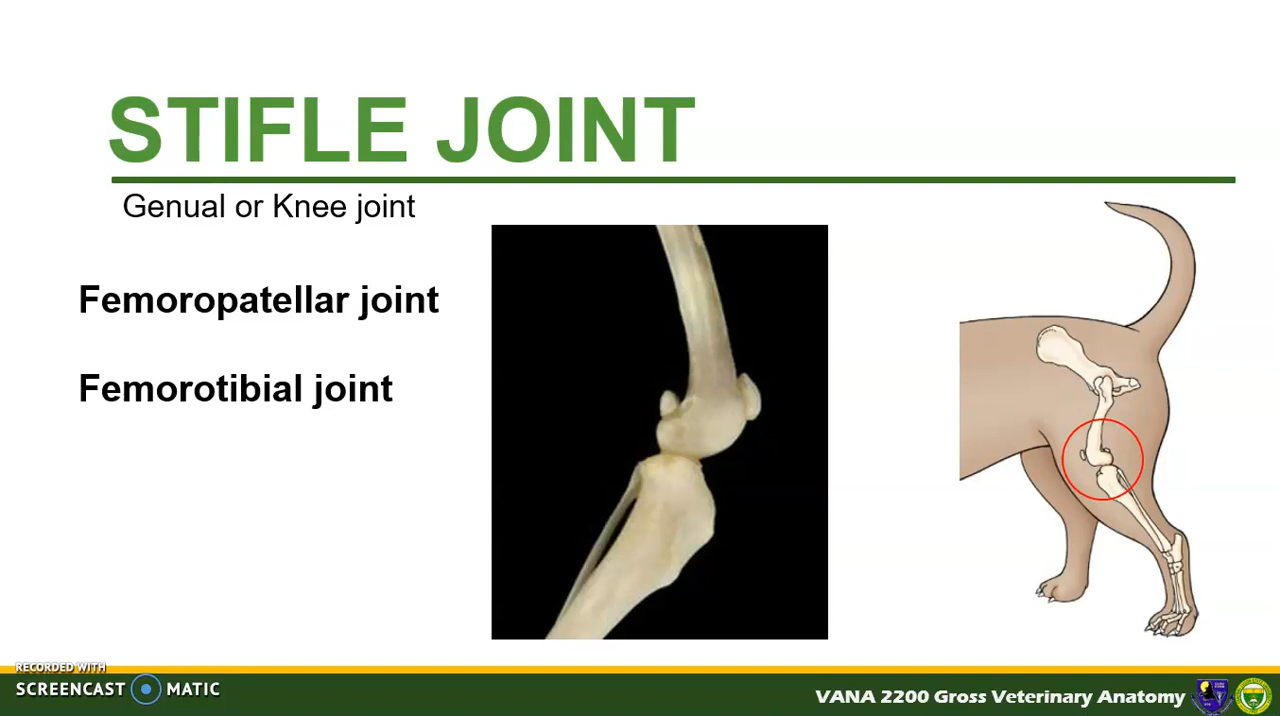 STIFLE JOINT
Genual or Knee joint
Femoropatellar joint
Femorotibial joint
RECORDED WITH
SCREENCAST MATIC
VANA 2200 Gross Veterinary Anatomy